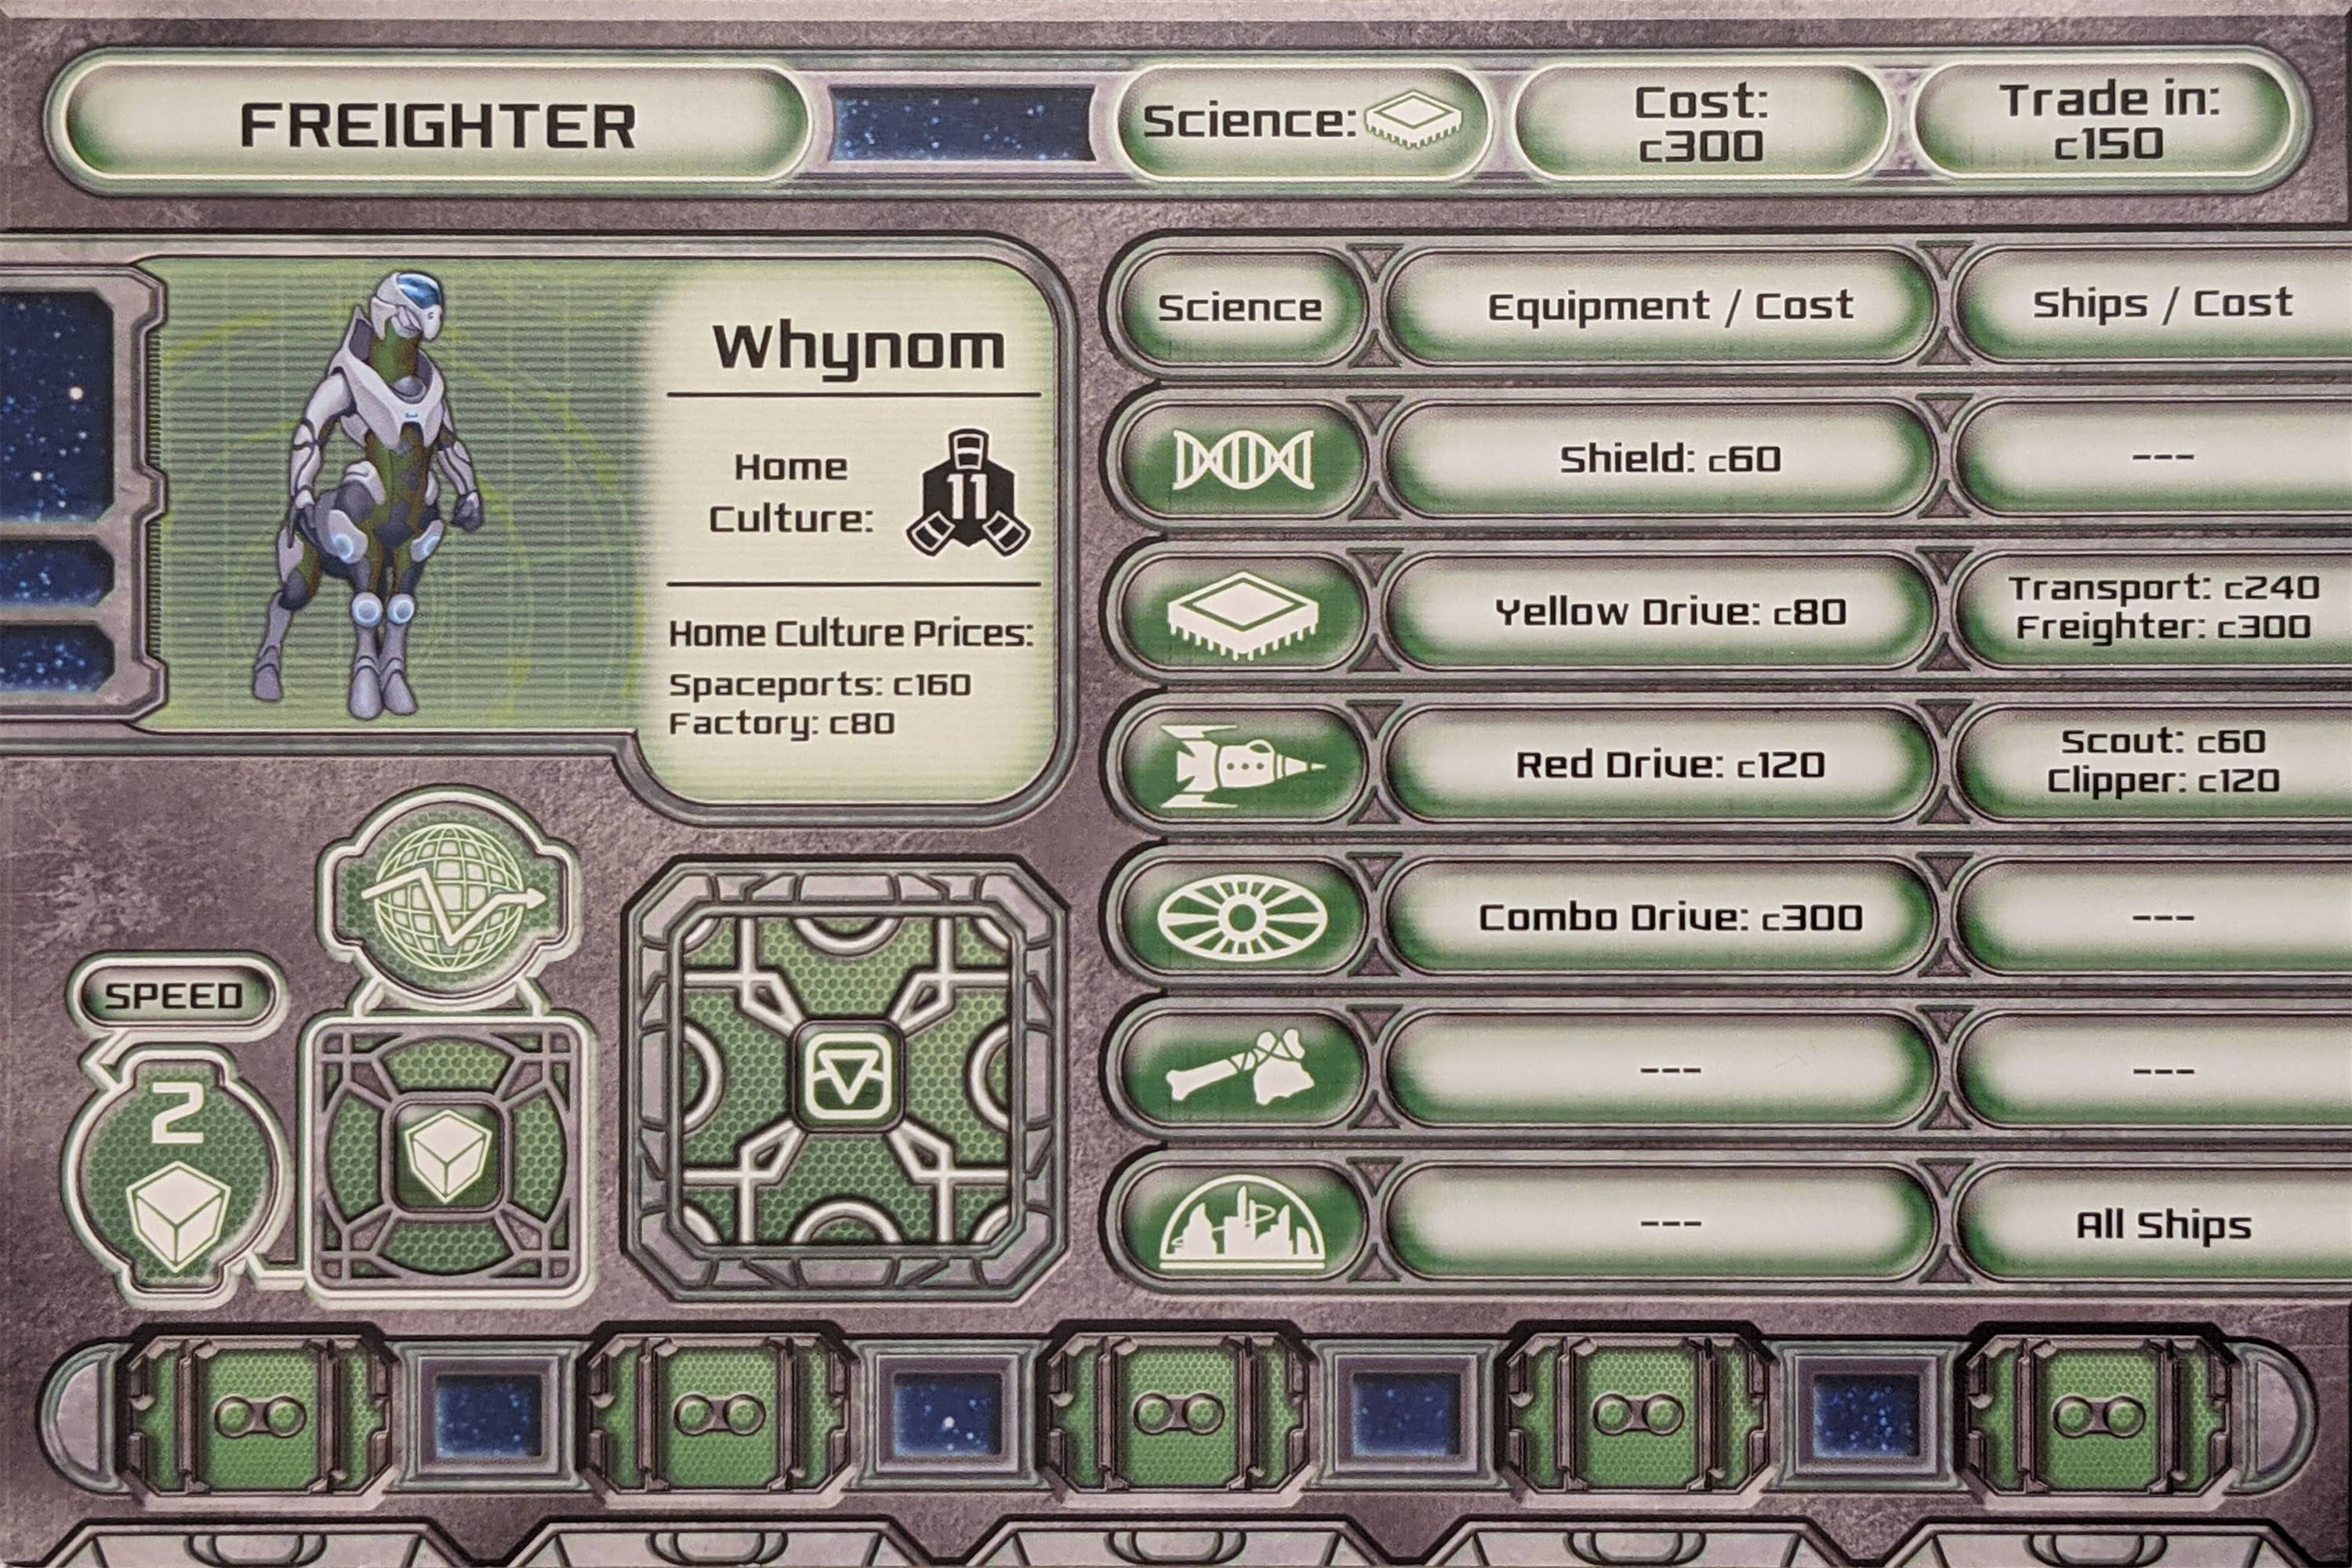 FREIGHTER
Science:
Cost:
c300
Trade in:
c150
Whynom
Home
Culture:
11
Home Culture Prices:
Spaceports: c160
Factory: c80
Science
Equipment / Cost
Ships / Cost
Shield: c60
---
Yellow Drive: c80
Transport: c240
Freighter: c300
Red Drive: c120
Scout: c60
Clipper: c120
Combo Drive: c300
---
---
---
---
All Ships
SPEED
2